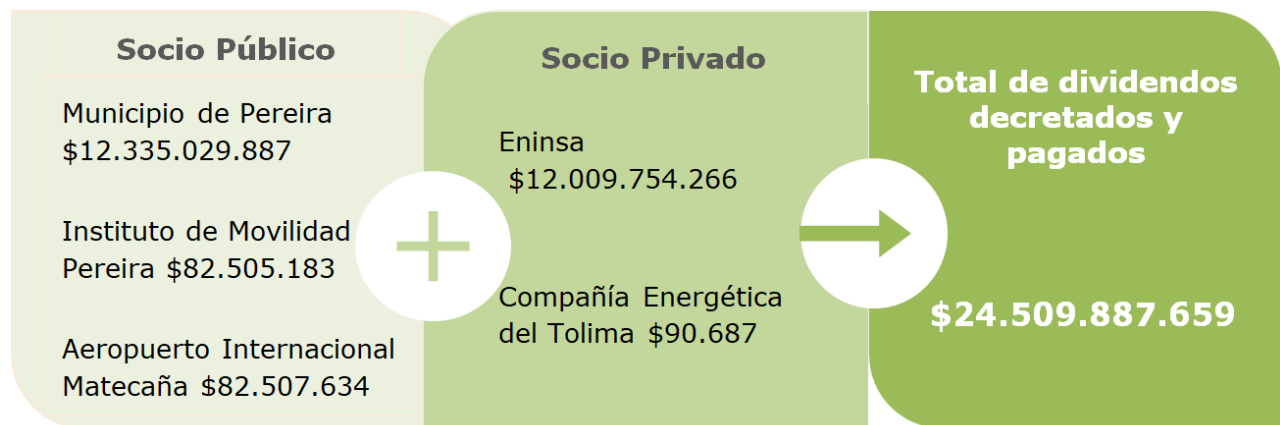 Socio Público
Municipio de Pereira
$12.335.029.887
Instituto de Movilidad
Pereira $82.505.183
Aeropuerto Internacional
Matecaña $82.507.634
Socio Privado
Eninsa
$12.009.754.266
Compañía Energética
del Tolima $90.687
Total de dividendos
decretados y
pagados
$24.509.887.659